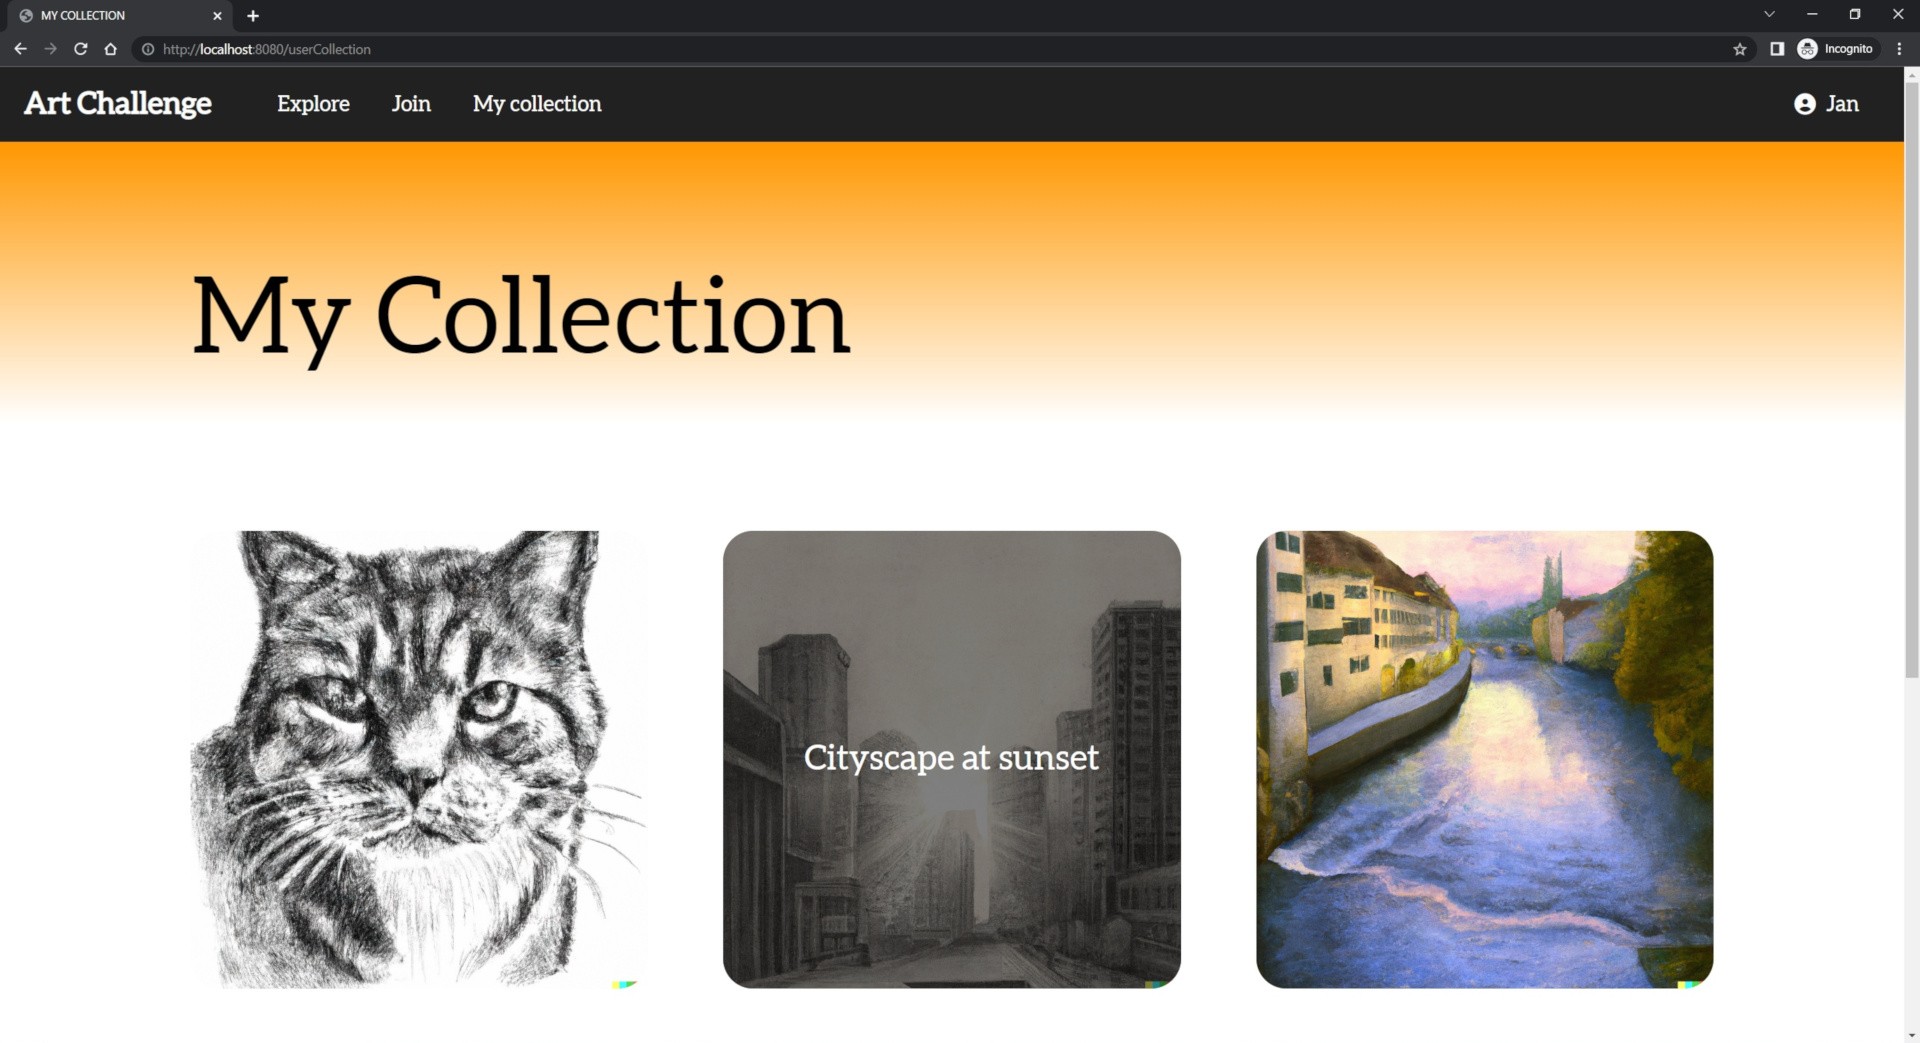 MY COLLECTION
http://localhost:8080/userCollection
Incognito
Art Challenge
Explore
Join
My collection
Jan
My Collection
Cityscape at sunset